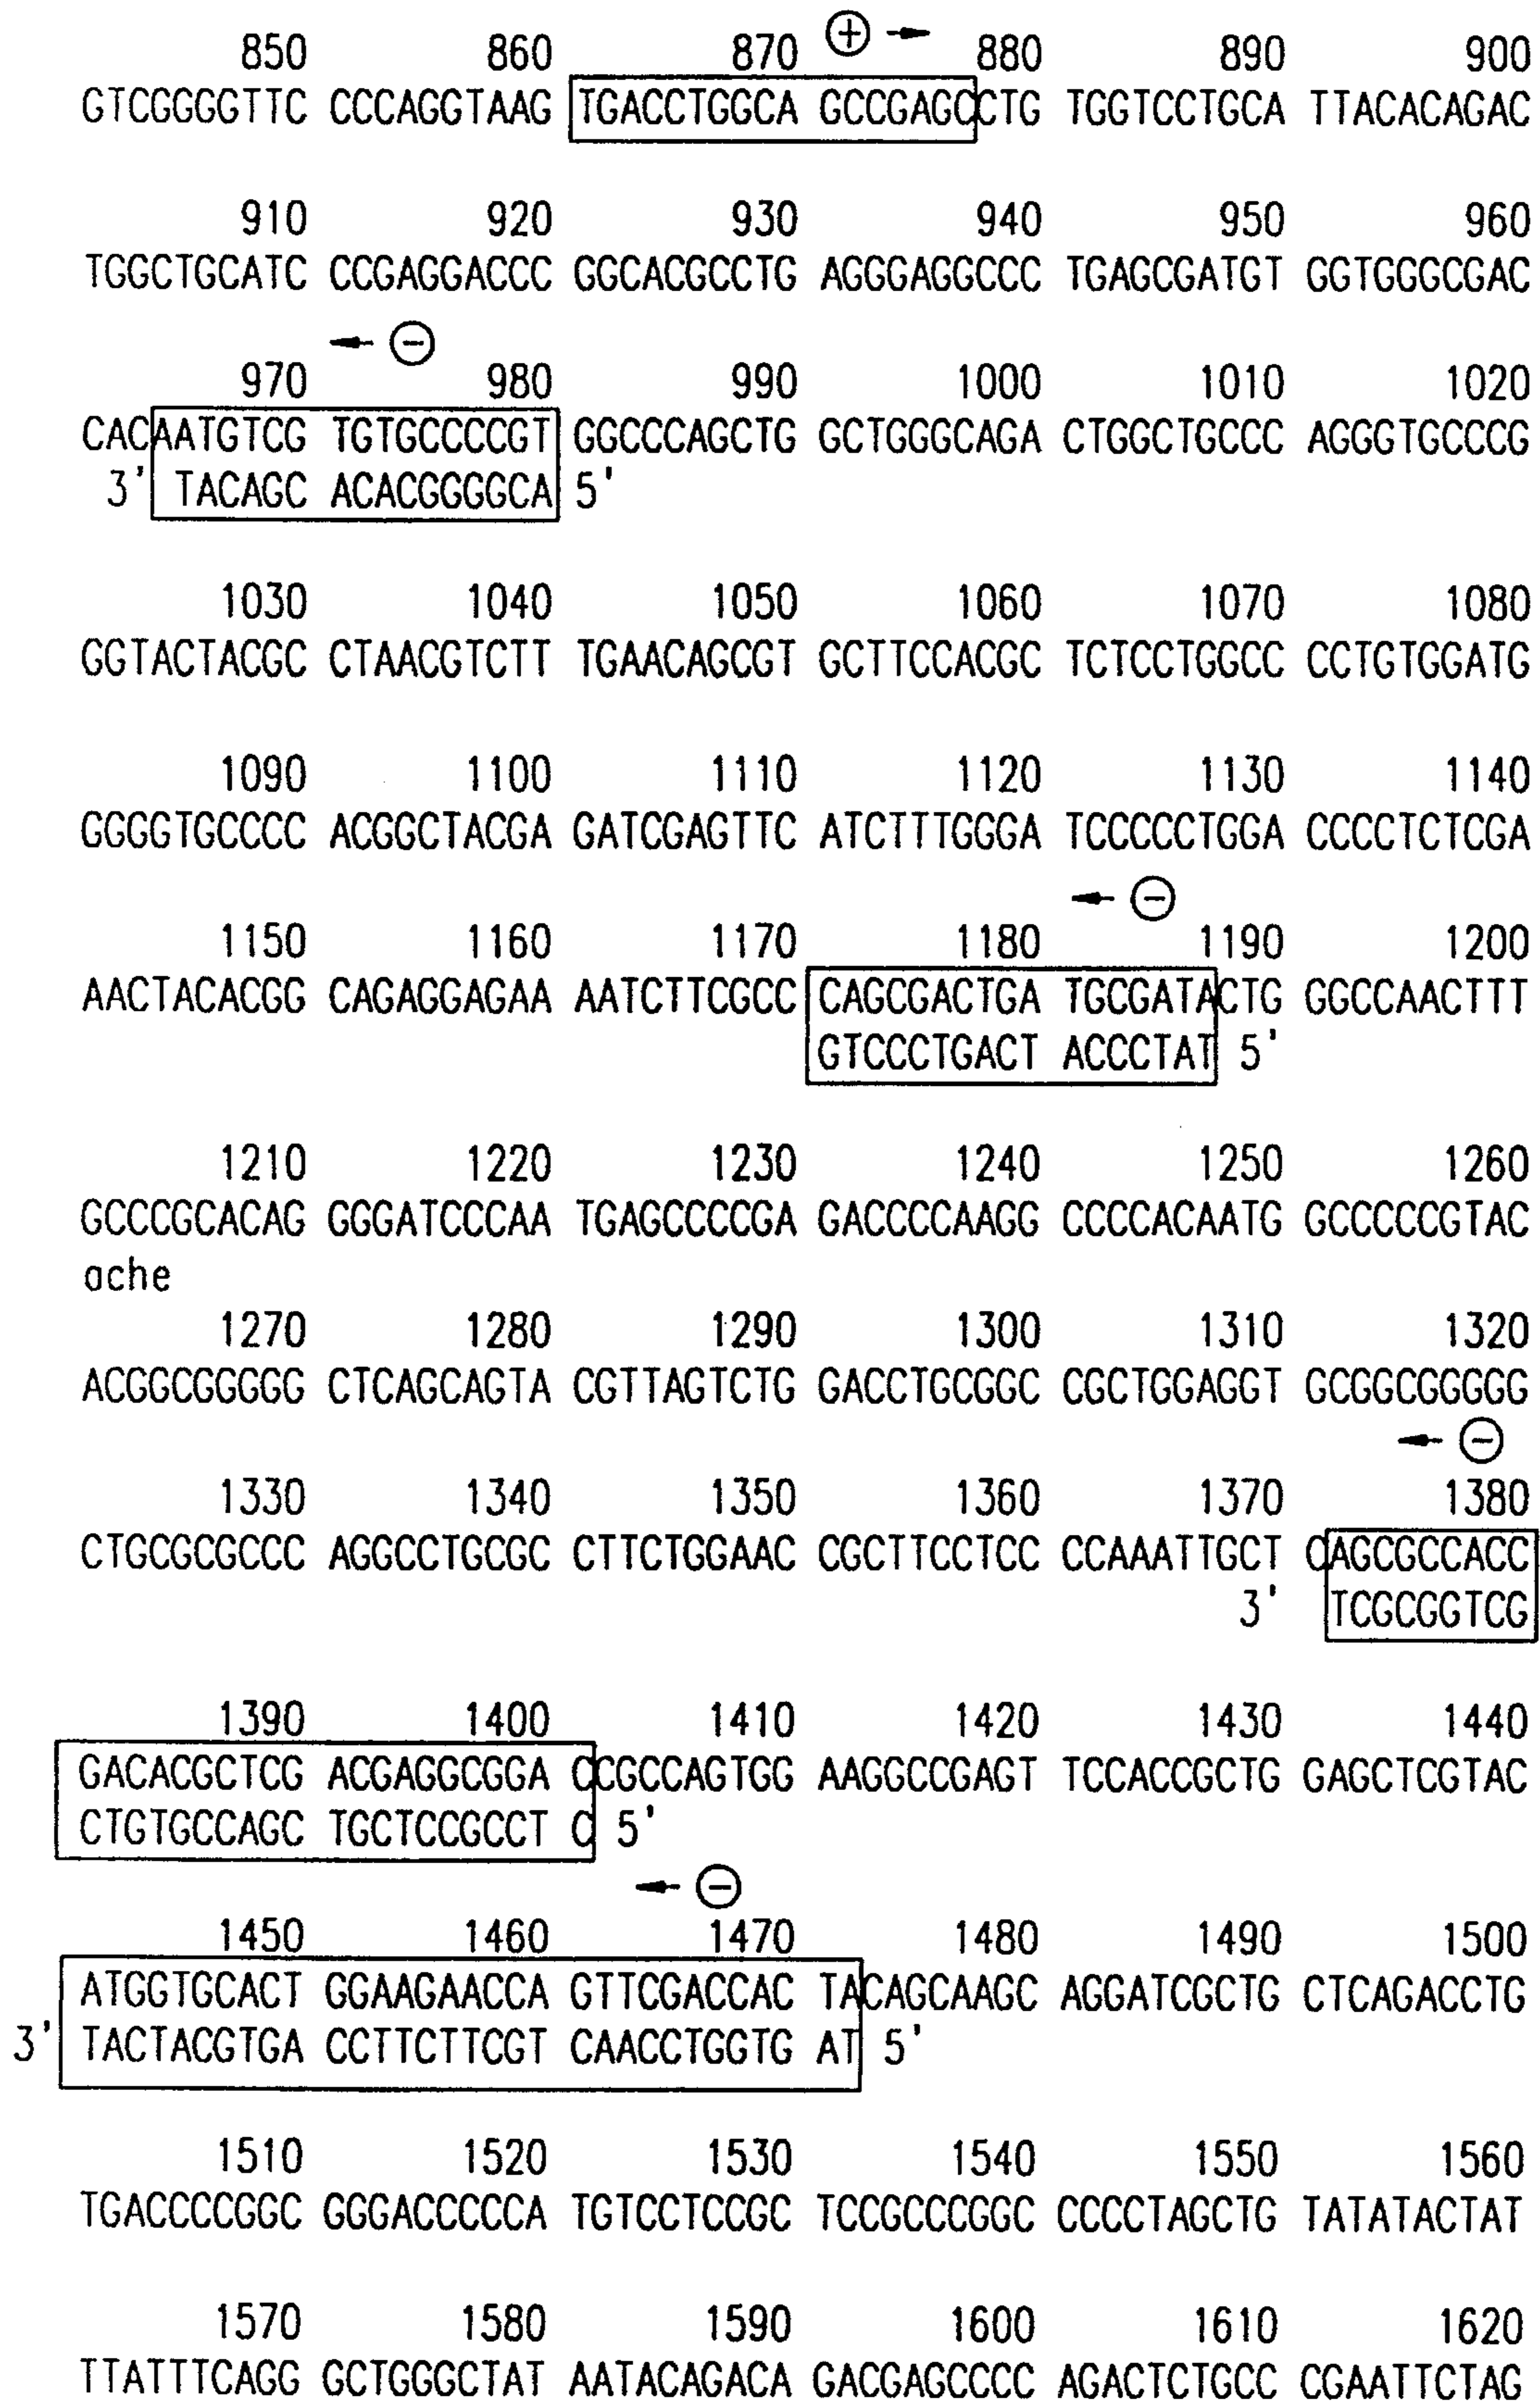 ⊕ →
850 860 870 880 890 900
GTCGGGGTTC CCCAGGTAAG TGACCTGGCA GCCGAGCCTG TGGTCCTGCA TTACACAGAC
910 920 930 940 950 960
TGGCTGCATC CCGAGGACCC GGCACGCCTG AGGGAGGCCC TGAGCGATGT GGTGGGCGAC
← ⊖
970 980 990 1000 1010 1020
CACAATGTCG TGTGCCCCGT GGCCCAGCTG GCTGGGCAGA CTGGCTGCCC AGGGTGCCCG
3' TACAGC ACACGGGGCA 5'
1030 1040 1050 1060 1070 1080
GGTACTACGC CTAACGTCTT TGAACAGCGT GCTTCCACGC TCTCCTGGCC CCTGTGGATG
1090 1100 1110 1120 1130 1140
GGGGTGCCCC ACGGCTACGA GATCGAGTTC ATCTTTGGGA TCCCCCTGGA CCCCTCTCGA
← ⊖
1150 1160 1170 1180 1190 1200
AACTACACGG CAGAGGAGAA AATCTTCGCC CAGCGACTGA TGCGATACTG GGCCAACTTT
GTCCCTGACT ACCCTAT 5'
1210 1220 1230 1240 1250 1260
GCCCGCACAG GGGATCCCAA TGAGCCCCGA GACCCCAAGG CCCCACAATG GCCCCCGTAC
ache
1270 1280 1290 1300 1310 1320
ACGGCGGGGG CTCAGCAGTA CGTTAGTCTG GACCTGCGGC CGCTGGAGGT GCGGCGGGGG
← ⊖
1330 1340 1350 1360 1370 1380
CTGCGCGCCC AGGCCTGCGC CTTCTGGAAC CGCTTCCTCC CCAAATTGCT CAGCGCCACC
3' TCGCGGTCG
1390 1400 1410 1420 1430 1440
GACACGCTCG ACGAGGCGGA CCGCCAGTGG AAGGCCGAGT TCCACCGCTG GAGCTCGTAC
CTGTGCCAGC TGCTCCGCCT C 5'
← ⊖
1450 1460 1470 1480 1490 1500
ATGGTGCACT GGAAGAACCA GTTCGACCAC TACAGCAAGC AGGATCGCTG CTCAGACCTG
3' TACTACGTGA CCTTCTTCGT CAACCTGGTG AT 5'
1510 1520 1530 1540 1550 1560
TGACCCCGGC GGGACCCCCA TGTCCTCCGC TCCGCCCGGC CCCCTAGCTG TATATACTAT
1570 1580 1590 1600 1610 1620
TTATTTCAGG GCTGGGCTAT AATACAGACA GACGAGCCCC AGACTCTGCC CGAATTCTAG